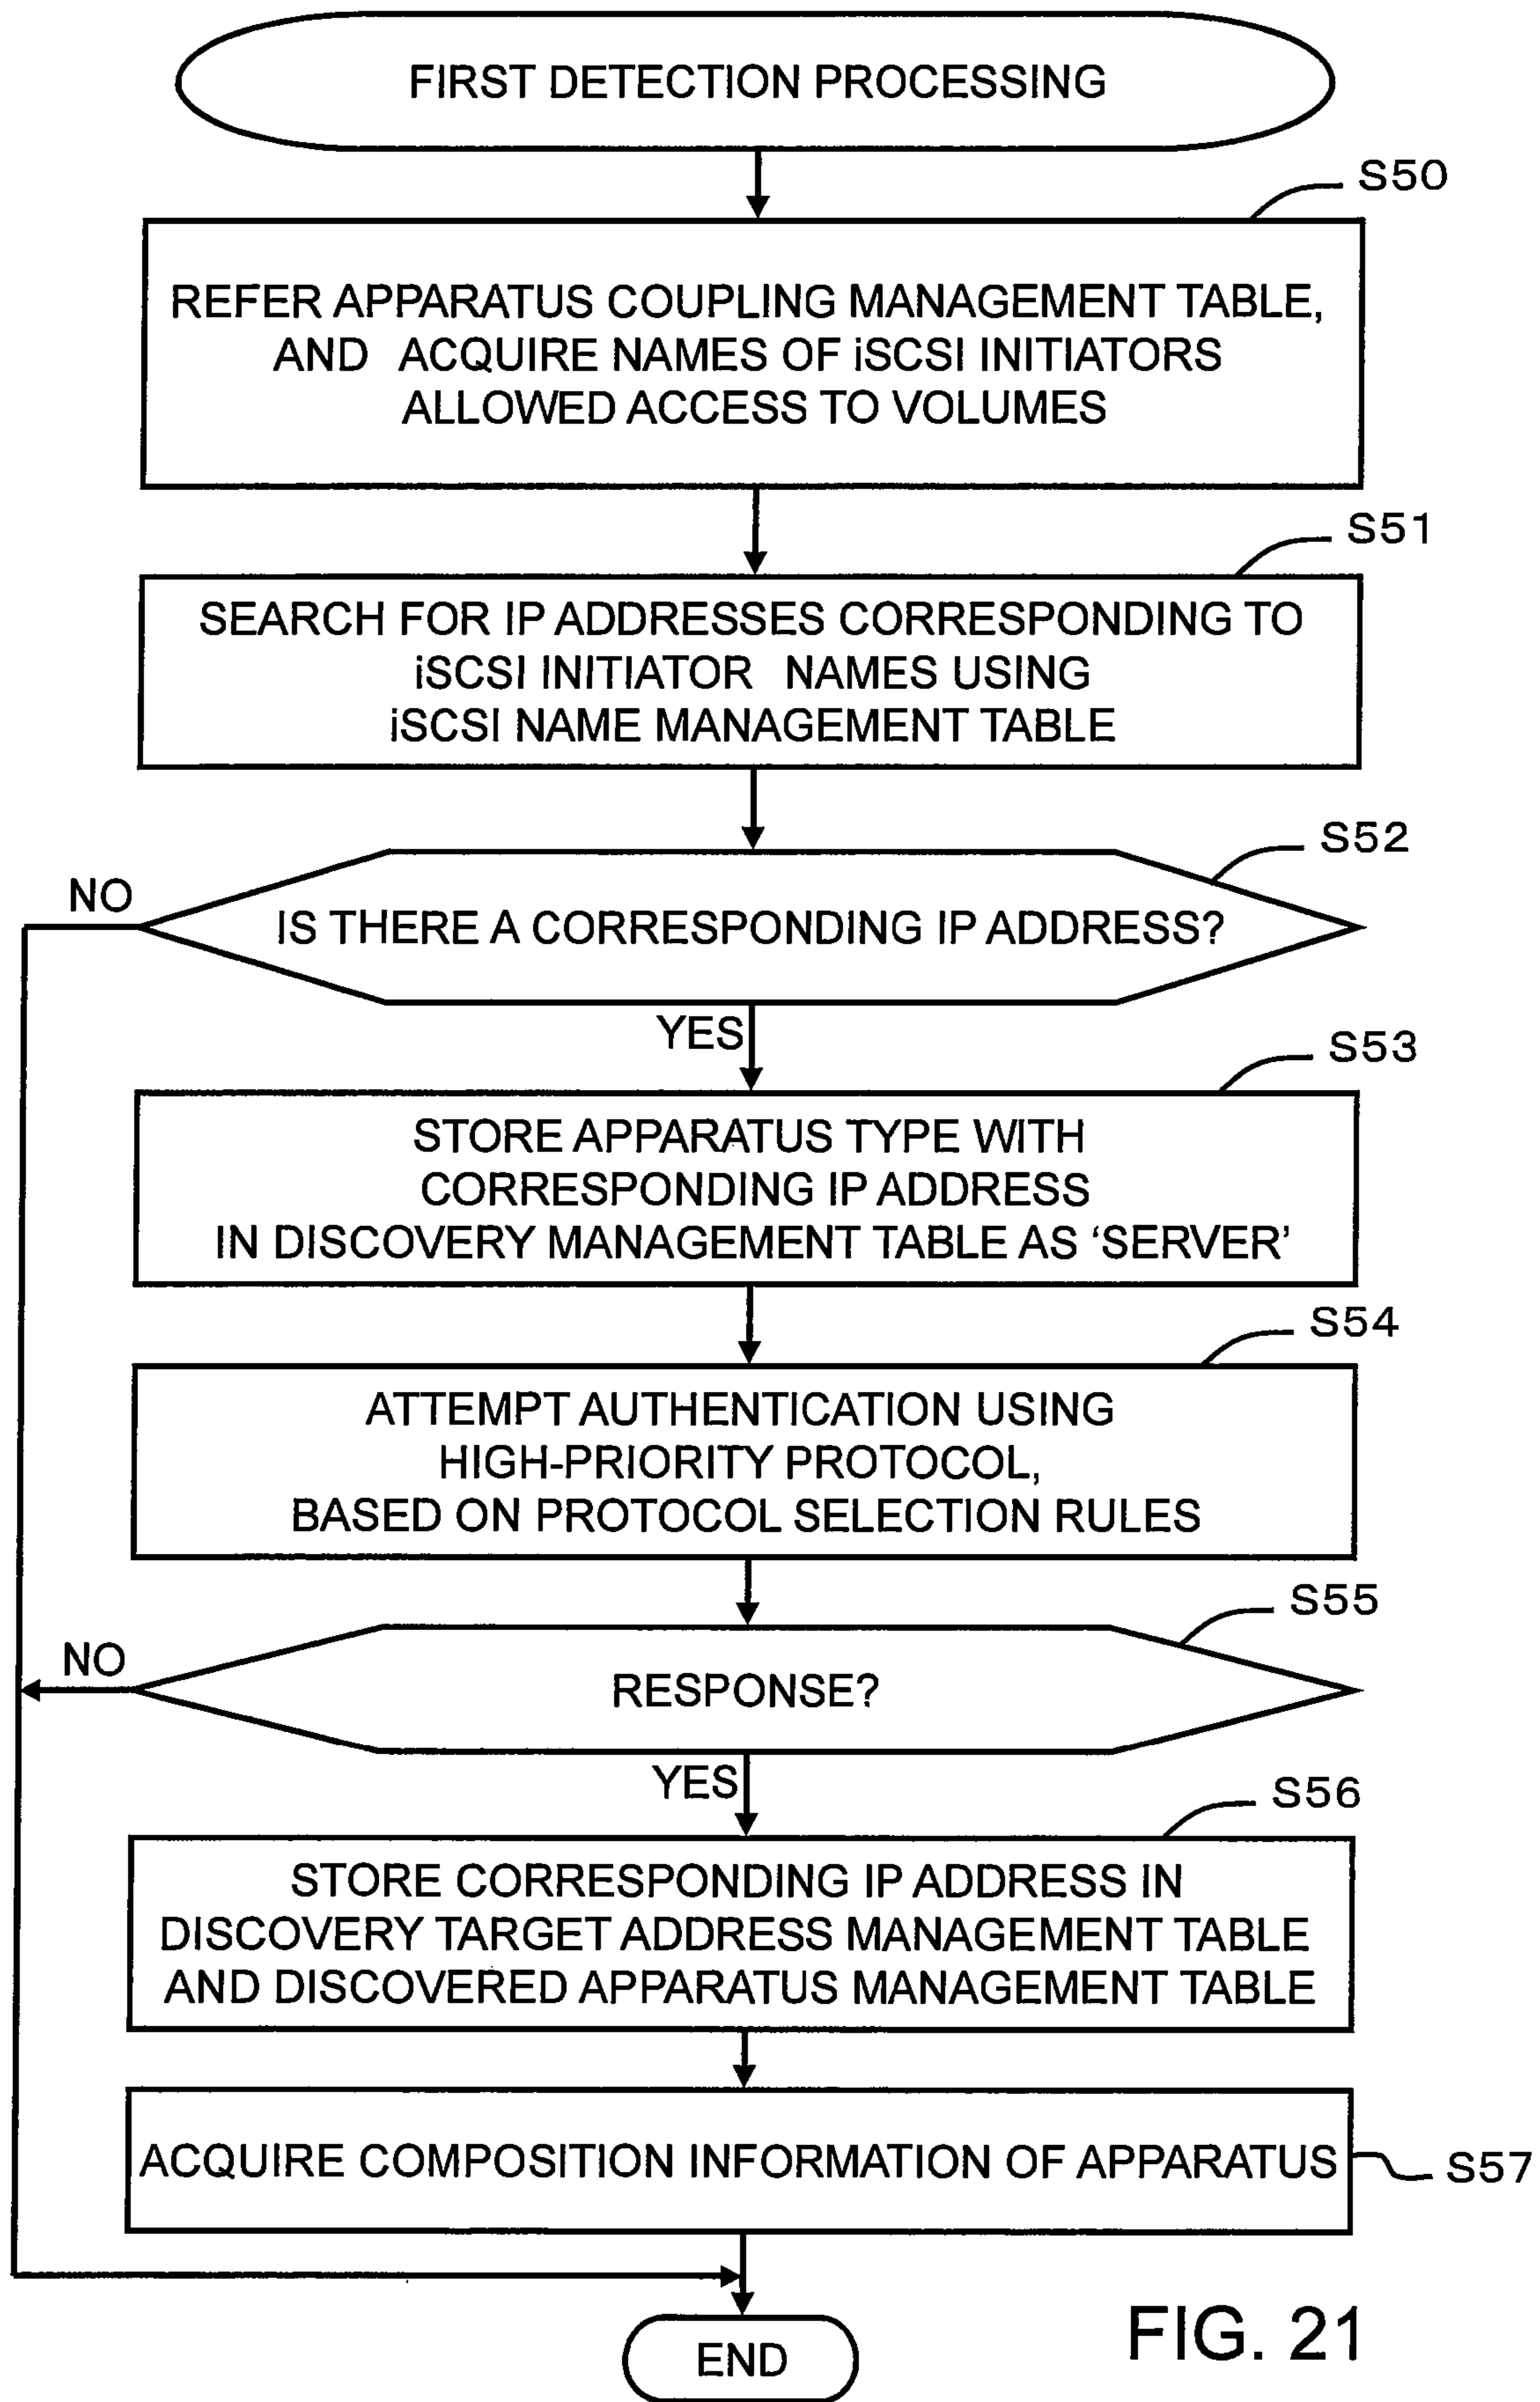 FIRST DETECTION PROCESSING
S50
REFER APPARATUS COUPLING MANAGEMENT TABLE,
AND ACQUIRE NAMES OF iSCSI INITIATORS
ALLOWED ACCESS TO VOLUMES
S51
SEARCH FOR IP ADDRESSES CORRESPONDING TO
iSCSI INITIATOR NAMES USING
iSCSI NAME MANAGEMENT TABLE
S52
NO
IS THERE A CORRESPONDING IP ADDRESS?
YES
S53
STORE APPARATUS TYPE WITH
CORRESPONDING IP ADDRESS
IN DISCOVERY MANAGEMENT TABLE AS ‘SERVER’
S54
ATTEMPT AUTHENTICATION USING
HIGH-PRIORITY PROTOCOL,
BASED ON PROTOCOL SELECTION RULES
S55
NO
RESPONSE?
YES
S56
STORE CORRESPONDING IP ADDRESS IN
DISCOVERY TARGET ADDRESS MANAGEMENT TABLE
AND DISCOVERED APPARATUS MANAGEMENT TABLE
ACQUIRE COMPOSITION INFORMATION OF APPARATUS
S57
END
FIG. 21